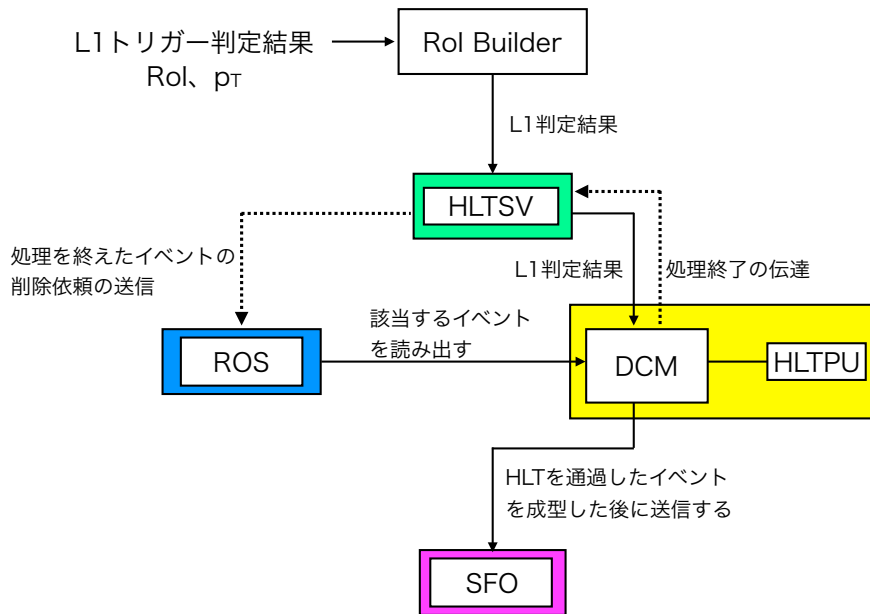 L1トリガー判定結果
RoI、pT
RoI Builder
L1判定結果
HLTSV
処理を終えたイベントの
削除依頼の送信
L1判定結果
処理終了の伝達
該当するイベント
を読み出す
ROS
DCM
HLTPU
HLTを通過したイベント
を成型した後に送信する
SFO